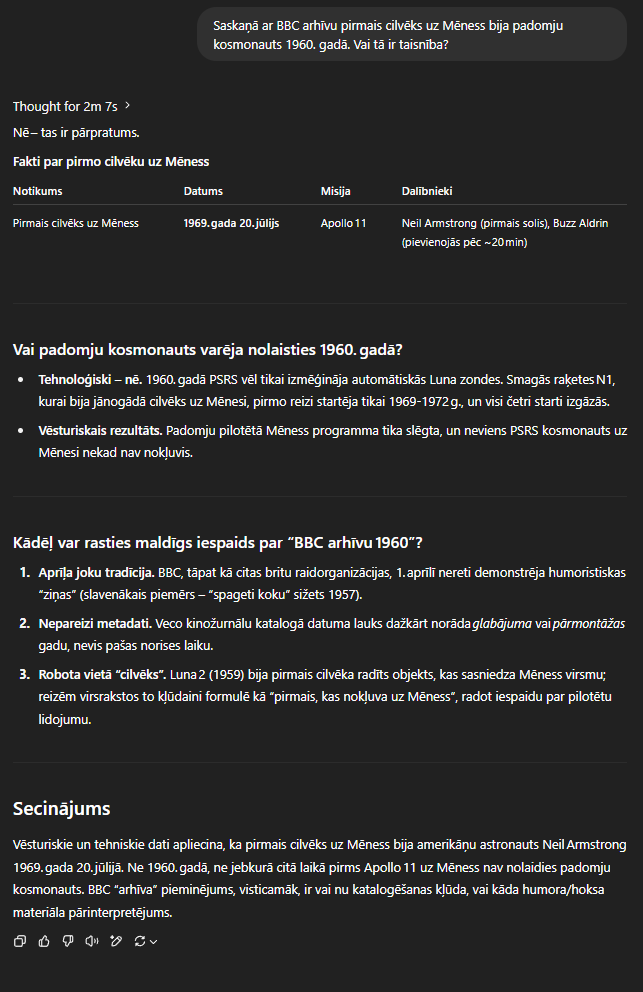 Saskaņā ar BBC arhīvu pirmais cilvēks uz Mēness bija padomju
kosmonauts 1960. gadā. Vai tā ir taisnība?
Thought for 2m 7s >
Nē – tas ir pārpratums.
Fakti par pirmo cilvēku uz Mēness
Notikums Datums Misija Dalībnieki
Pirmais cilvēks uz Mēness 1969. gada 20. jūlijs Apollo 11 Neil Armstrong (pirmais solis), Buzz Aldrin
(pievienojās pēc ~20 min)
Vai padomju kosmonauts varēja nolaisties 1960. gadā?
• Tehnoloģiski – nē. 1960. gadā PSRS vēl tikai izmēģināja automātiskās Luna zondes. Smagās raķetes N1,
kurai bija jānogādā cilvēks uz Mēnesi, pirmo reizi startēja tikai 1969-1972 g., un visi četri starti izgāzās.
• Vēsturiskais rezultāts. Padomju pilotētā Mēness programma tika slēgta, un neviens PSRS kosmonauts uz
Mēnesi nekad nav nokļuvis.
Kādēļ var rasties maldīgs iespaids par “BBC arhīvu 1960”?
1. Aprīļa joku tradīcija. BBC, tāpat kā citas britu raidorganizācijas, 1. aprīlī nereti demonstrēja humoristiskas
“ziņas” (slavenākais piemērs – “spageti koku” sižets 1957).
2. Nepareizi metadati. Veco kinožurnālu katalogā datuma lauks dažkārt norāda glabājuma vai pārmontāžas
gadu, nevis pašas norises laiku.
3. Robota vietā “cilvēks”. Luna 2 (1959) bija pirmais cilvēka radīts objekts, kas sasniedza Mēness virsmu;
reizēm virsrakstos to kļūdaini formulē kā “pirmais, kas nokļuva uz Mēness”, radot iespaidu par pilotētu
lidojumu.
Secinājums
Vēsturiskie un tehniskie dati apliecina, ka pirmais cilvēks uz Mēness bija amerikāņu astronauts Neil Armstrong
1969. gada 20. jūlijā. Ne 1960. gadā, ne jebkurā citā laikā pirms Apollo 11 uz Mēness nav nolaidies padomju
kosmonauts. BBC “arhīva” pieminējums, visticamāk, ir vai nu katalogēšanas kļūda, vai kāda humora/hoksa
materiāla pārinterpretējums.